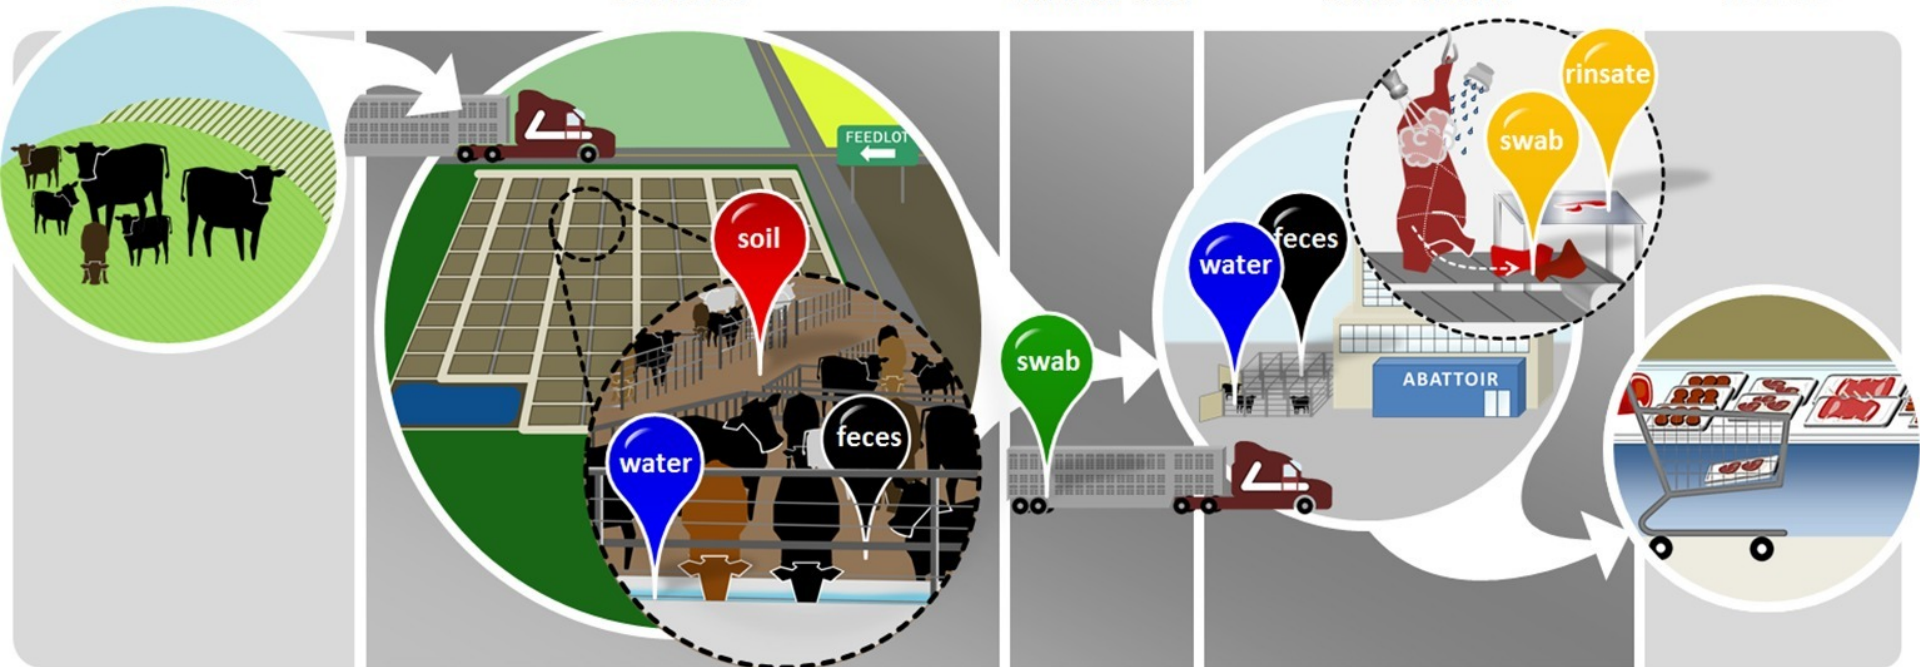 FEEDLOT
soil
water
feces
swab
water
feces
swab
rinsate
ABATTOIR